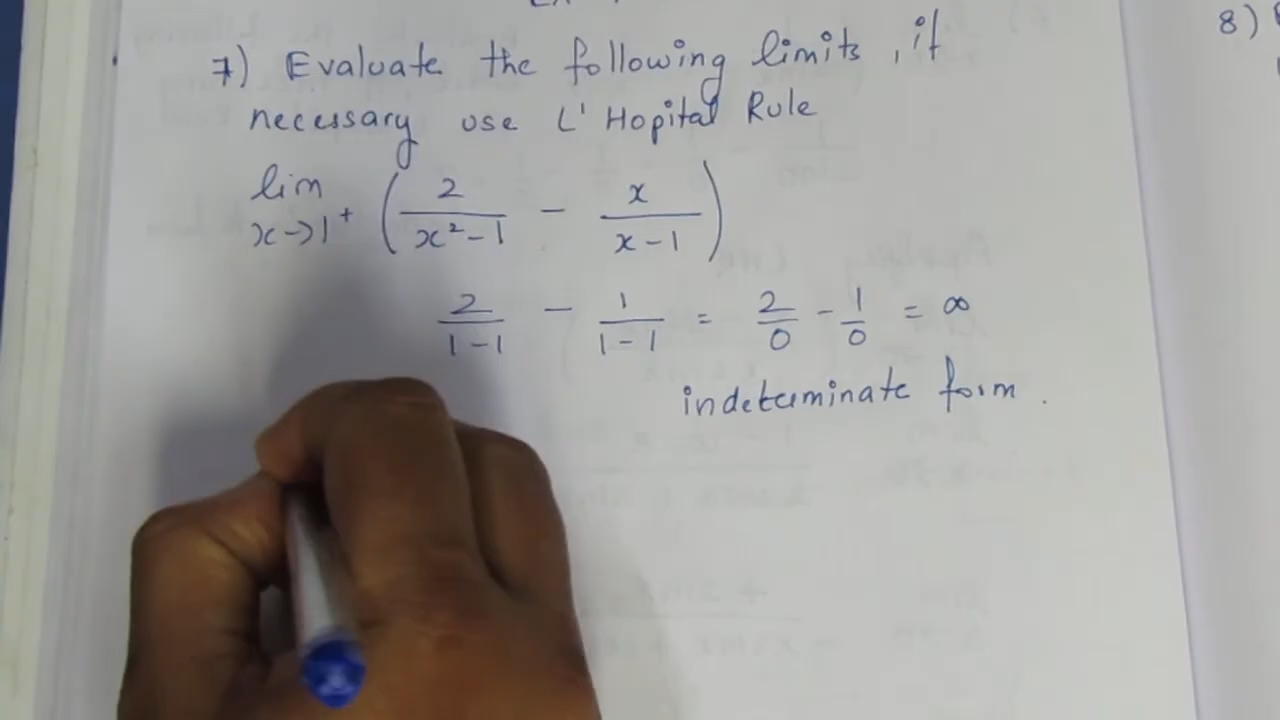 7) Evaluate the following limits, if
necessary use L' Hopital Rule
lim x→1⁺ (2/(x²-1) - x/(x-1))
2/(1-1) - 1/(1-1) = 2/0 - 1/0 = ∞
indeterminate form.
8)